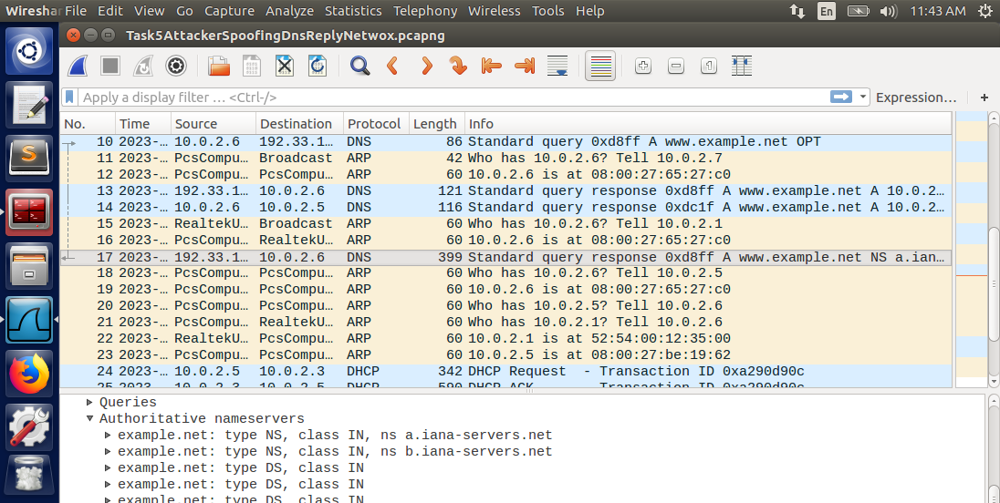 Wireshar File Edit View Go Capture Analyze Statistics Telephony Wireless Tools Help En 11:43 AM
Task5AttackerSpoofingDnsReplyNetwox.pcapng
Apply a display filter … <Ctrl-/> Expression… +
No. Time Source Destination Protocol Length Info
10 2023-… 10.0.2.6 192.33.1… DNS 86 Standard query 0xd8ff A www.example.net OPT
11 2023-… PcsCompu… Broadcast ARP 42 Who has 10.0.2.6? Tell 10.0.2.7
12 2023-… PcsCompu… PcsCompu… ARP 60 10.0.2.6 is at 08:00:27:65:27:c0
13 2023-… 192.33.1… 10.0.2.6 DNS 121 Standard query response 0xd8ff A www.example.net A 10.0.2…
14 2023-… 10.0.2.6 10.0.2.5 DNS 116 Standard query response 0xdc1f A www.example.net A 10.0.2…
15 2023-… RealtekU… Broadcast ARP 60 Who has 10.0.2.6? Tell 10.0.2.1
16 2023-… PcsCompu… RealtekU… ARP 60 10.0.2.6 is at 08:00:27:65:27:c0
17 2023-… 192.33.1… 10.0.2.6 DNS 399 Standard query response 0xd8ff A www.example.net NS a.ian…
18 2023-… PcsCompu… PcsCompu… ARP 60 Who has 10.0.2.6? Tell 10.0.2.5
19 2023-… PcsCompu… PcsCompu… ARP 60 10.0.2.6 is at 08:00:27:65:27:c0
20 2023-… PcsCompu… PcsCompu… ARP 60 Who has 10.0.2.5? Tell 10.0.2.6
21 2023-… PcsCompu… RealtekU… ARP 60 Who has 10.0.2.1? Tell 10.0.2.6
22 2023-… RealtekU… PcsCompu… ARP 60 10.0.2.1 is at 52:54:00:12:35:00
23 2023-… PcsCompu… PcsCompu… ARP 60 10.0.2.5 is at 08:00:27:be:19:62
24 2023-… 10.0.2.5 10.0.2.3 DHCP 342 DHCP Request - Transaction ID 0xa290d90c
25 2023-… 10.0.2.3 10.0.2.5 DHCP 590 DHCP ACK - Transaction ID 0xa290d90c
Queries
Authoritative nameservers
example.net: type NS, class IN, ns a.iana-servers.net
example.net: type NS, class IN, ns b.iana-servers.net
example.net: type DS, class IN
example.net: type DS, class IN
example.net: type DS, class IN